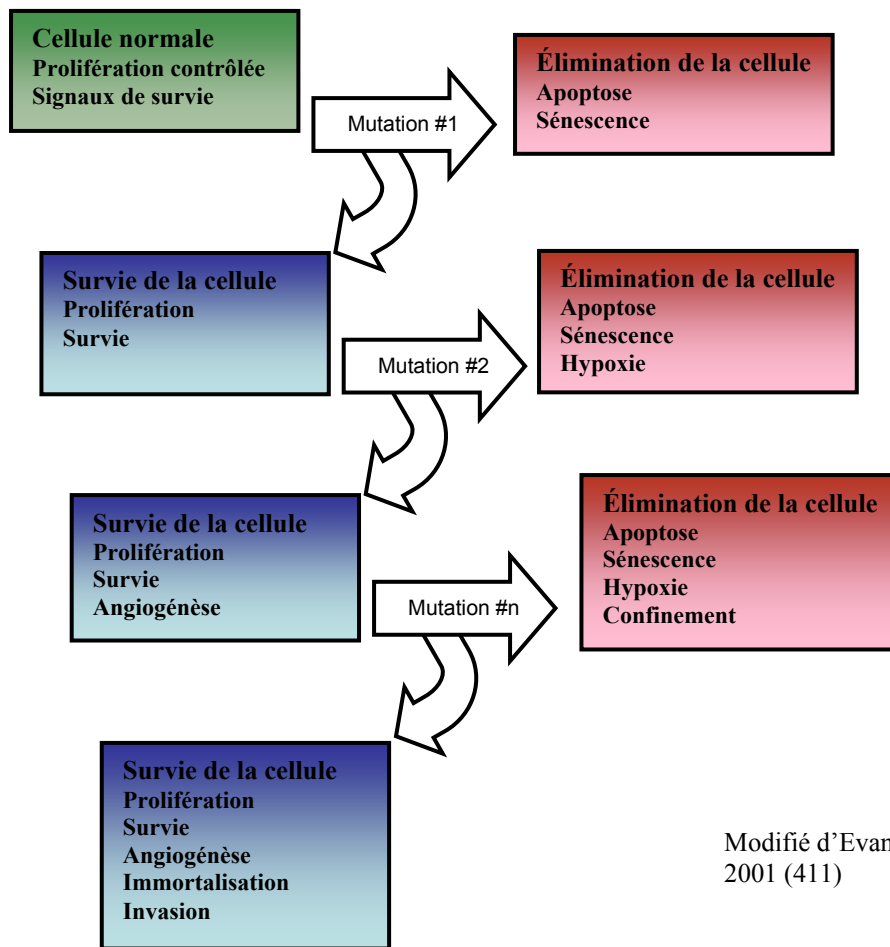 Cellule normale
Prolifération contrôlée
Signaux de survie
Mutation #1
Élimination de la cellule
Apoptose
Sénescence
Survie de la cellule
Prolifération
Survie
Mutation #2
Élimination de la cellule
Apoptose
Sénescence
Hypoxie
Survie de la cellule
Prolifération
Survie
Angiogénèse
Mutation #n
Élimination de la cellule
Apoptose
Sénescence
Hypoxie
Confinement
Survie de la cellule
Prolifération
Survie
Angiogénèse
Immortalisation
Invasion
Modifié d’Evan
2001 (411)